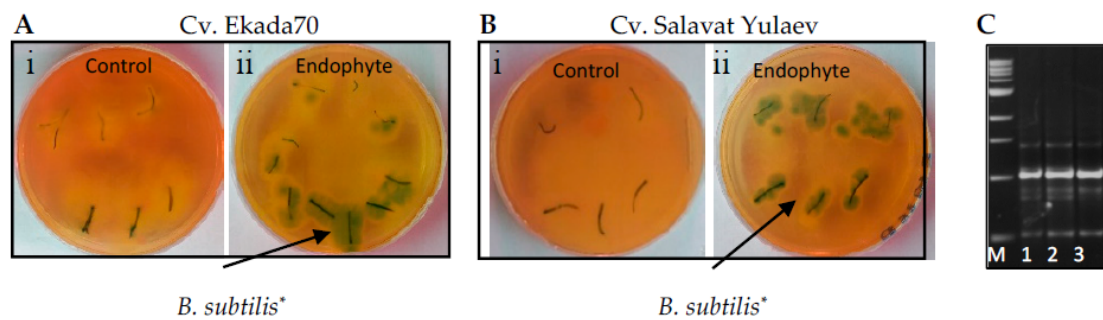 A Cv. Ekada70 B Cv. Salavat Yulaev C
i Control ii Endophyte i Control ii Endophyte
M 1 2 3
B. subtilis* B. subtilis*